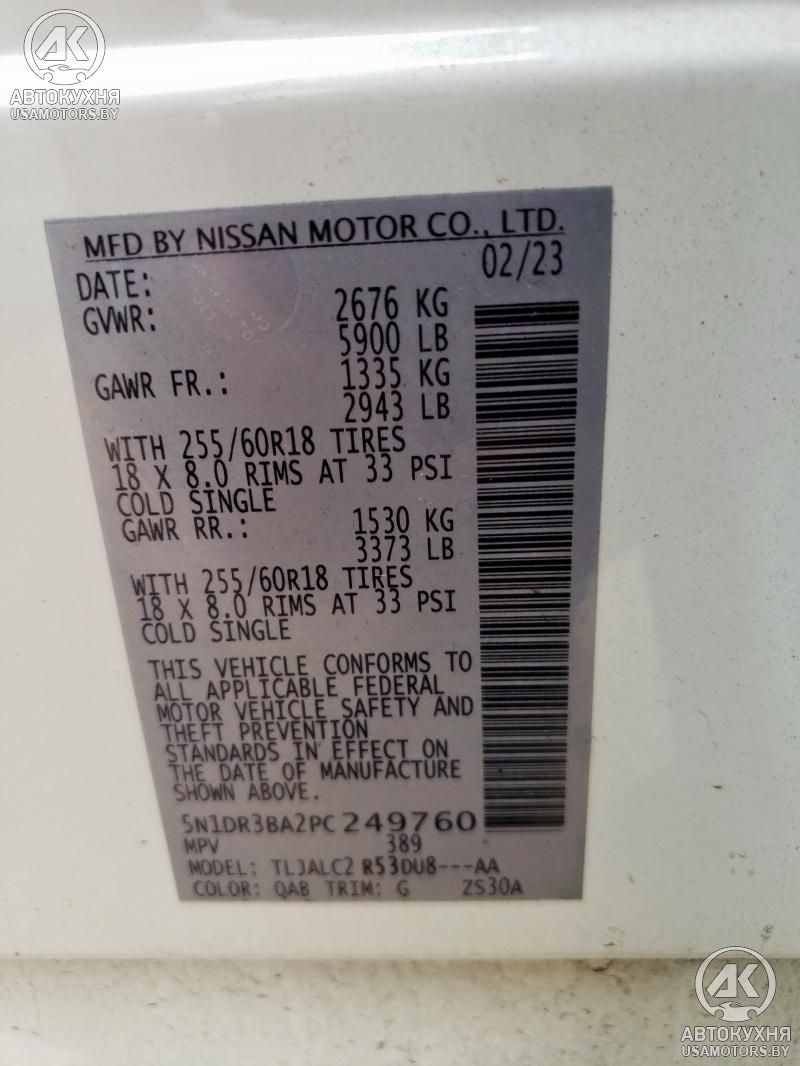 AK
АВТОКУХНЯ
USAMOTORS.BY
MFD BY NISSAN MOTOR CO., LTD.
DATE: 02/23
GVWR: 2676 KG
5900 LB
GAWR FR.: 1335 KG
2943 LB
WITH 255/60R18 TIRES
18 X 8.0 RIMS AT 33 PSI
COLD SINGLE
GAWR RR.: 1530 KG
3373 LB
WITH 255/60R18 TIRES
18 X 8.0 RIMS AT 33 PSI
COLD SINGLE
THIS VEHICLE CONFORMS TO
ALL APPLICABLE FEDERAL
MOTOR VEHICLE SAFETY AND
THEFT PREVENTION
STANDARDS IN EFFECT ON
THE DATE OF MANUFACTURE
SHOWN ABOVE.
5N1DR3BA2PC249760
MPV 389
MODEL: TLJALC2 R53DU8---AA
COLOR: QAB TRIM: G ZS30A
AK
АВТОКУХНЯ
USAMOTORS.BY